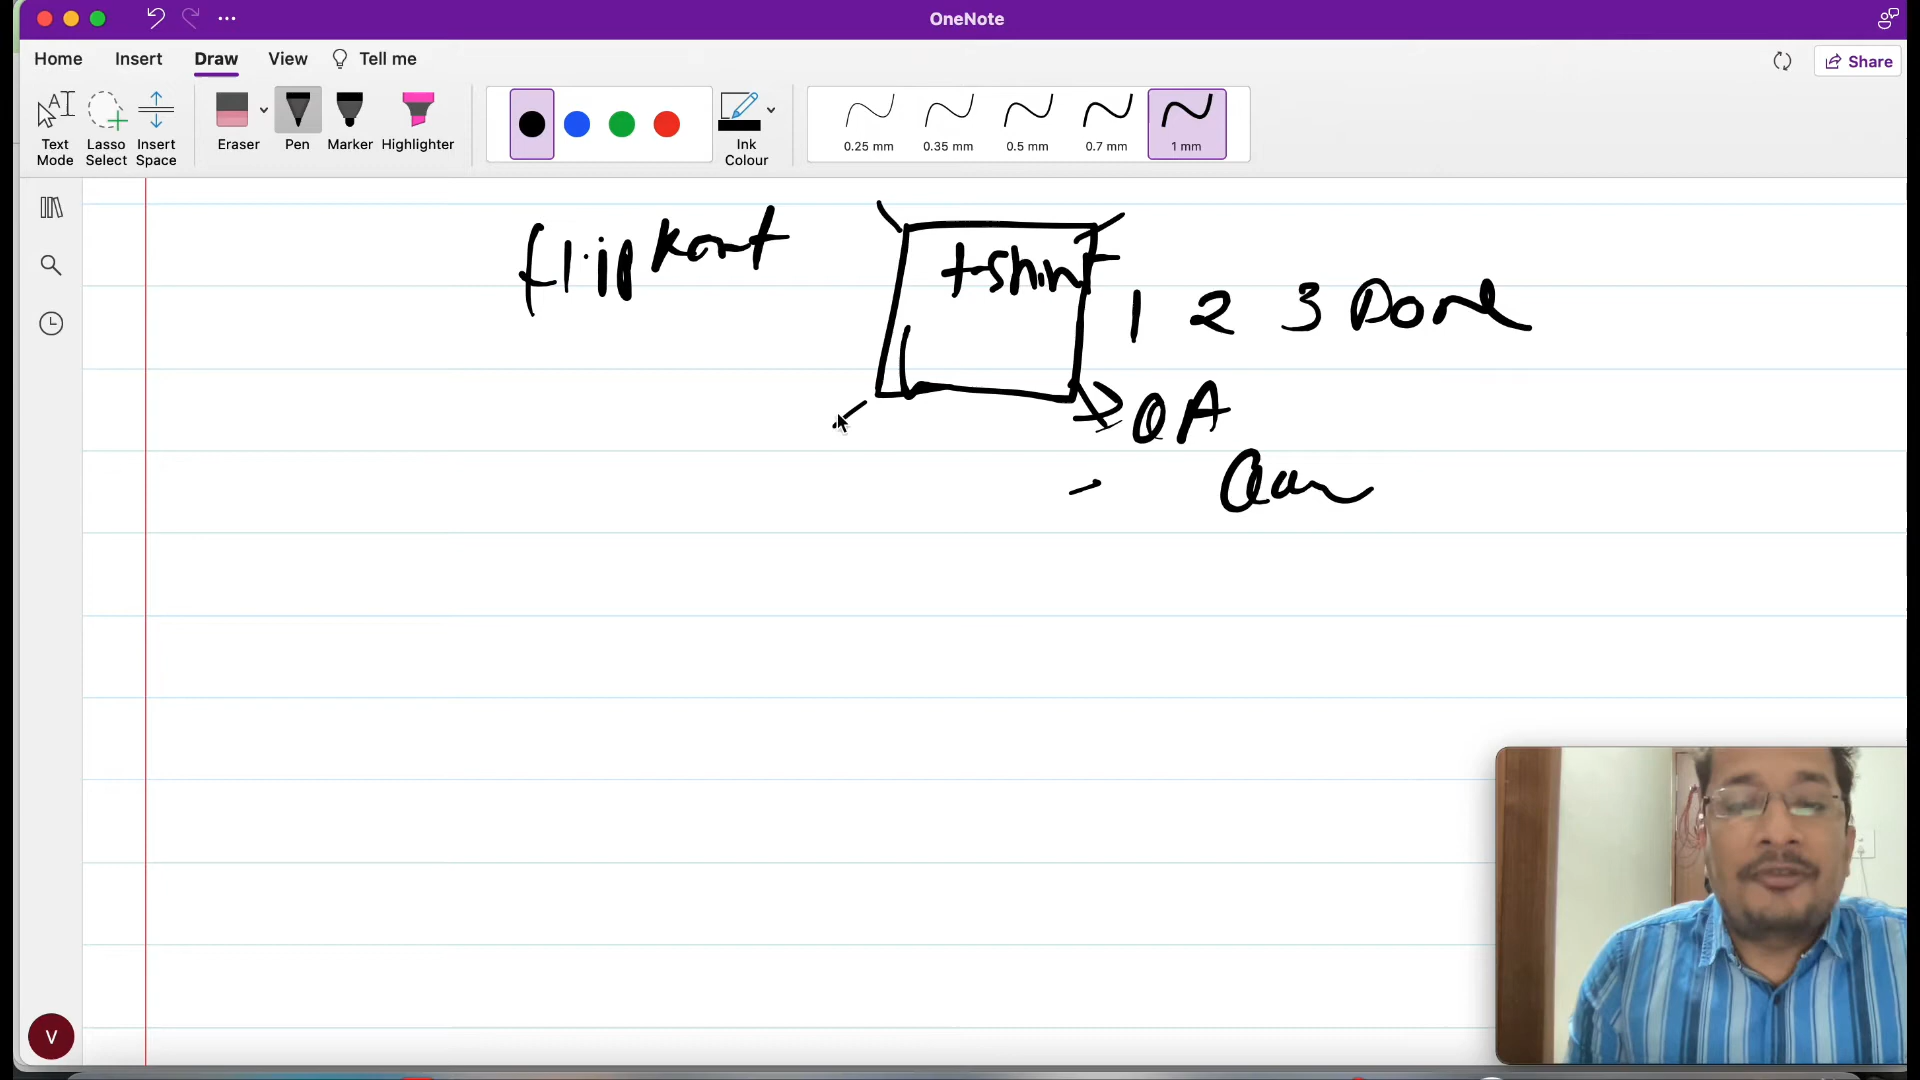 OneNote
Home Insert Draw View Tell me
Share
Text Mode
Lasso Select
Insert Space
Eraser
Pen
Marker
Highlighter
Ink Colour
0.25 mm
0.35 mm
0.5 mm
0.7 mm
1 mm
flipkart
t-shirt
1 2 3 Done
QA
V